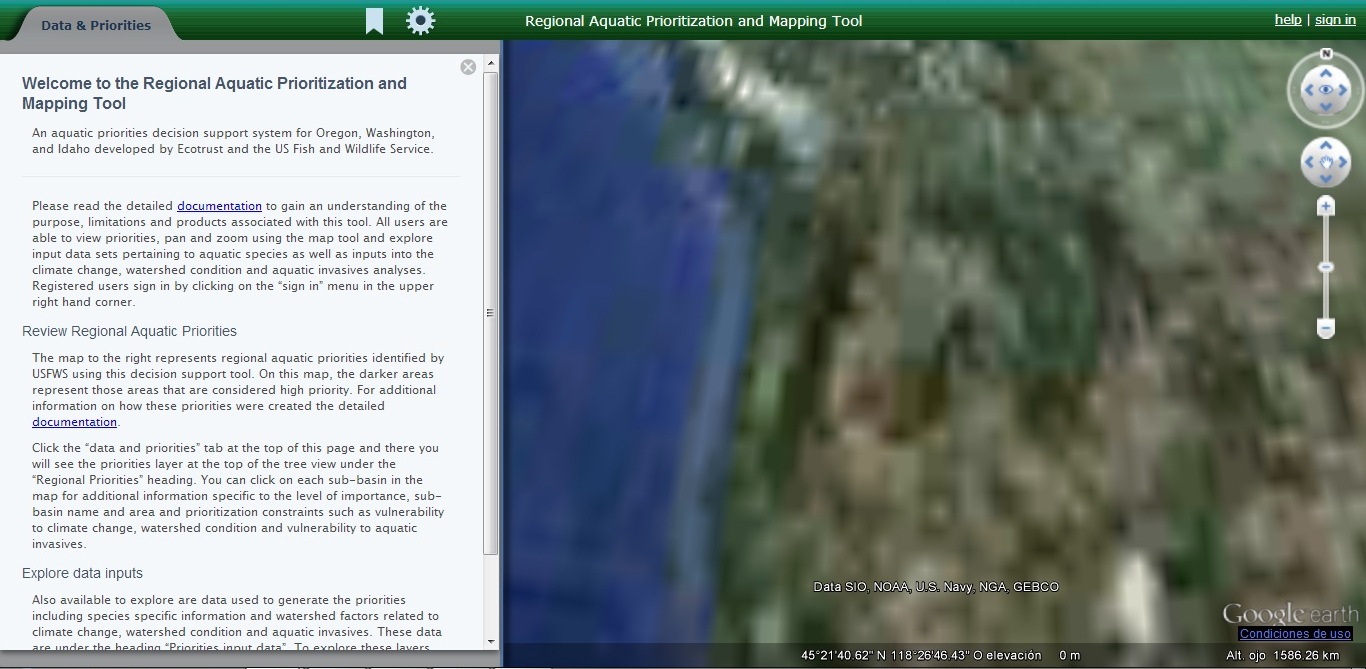 Data & Priorities
Regional Aquatic Prioritization and Mapping Tool
help | sign in
Welcome to the Regional Aquatic Prioritization and
Mapping Tool
An aquatic priorities decision support system for Oregon, Washington,
and Idaho developed by Ecotrust and the US Fish and Wildlife Service.
Please read the detailed documentation to gain an understanding of the
purpose, limitations and products associated with this tool. All users are
able to view priorities, pan and zoom using the map tool and explore
input data sets pertaining to aquatic species as well as inputs into the
climate change, watershed condition and aquatic invasives analyses.
Registered users sign in by clicking on the “sign in” menu in the upper
right hand corner.
Review Regional Aquatic Priorities
The map to the right represents regional aquatic priorities identified by
USFWS using this decision support tool. On this map, the darker areas
represent those areas that are considered high priority. For additional
information on how these priorities were created the detailed
documentation.
Click the “data and priorities” tab at the top of this page and there you
will see the priorities layer at the top of the tree view under the
“Regional Priorities” heading. You can click on each sub-basin in the
map for additional information specific to the level of importance, sub-
basin name and area and prioritization constraints such as vulnerability
to climate change, watershed condition and vulnerability to aquatic
invasives.
Explore data inputs
Also available to explore are data used to generate the priorities
including species specific information and watershed factors related to
climate change, watershed condition and aquatic invasives. These data
are under the heading “Priorities input data”. To explore these layers
N
Data SIO, NOAA, U.S. Navy, NGA, GEBCO
Google earth
Condiciones de uso
45°21'40.62" N 118°26'46.43" O elevación 0 m
Alt. ojo 1586.26 km